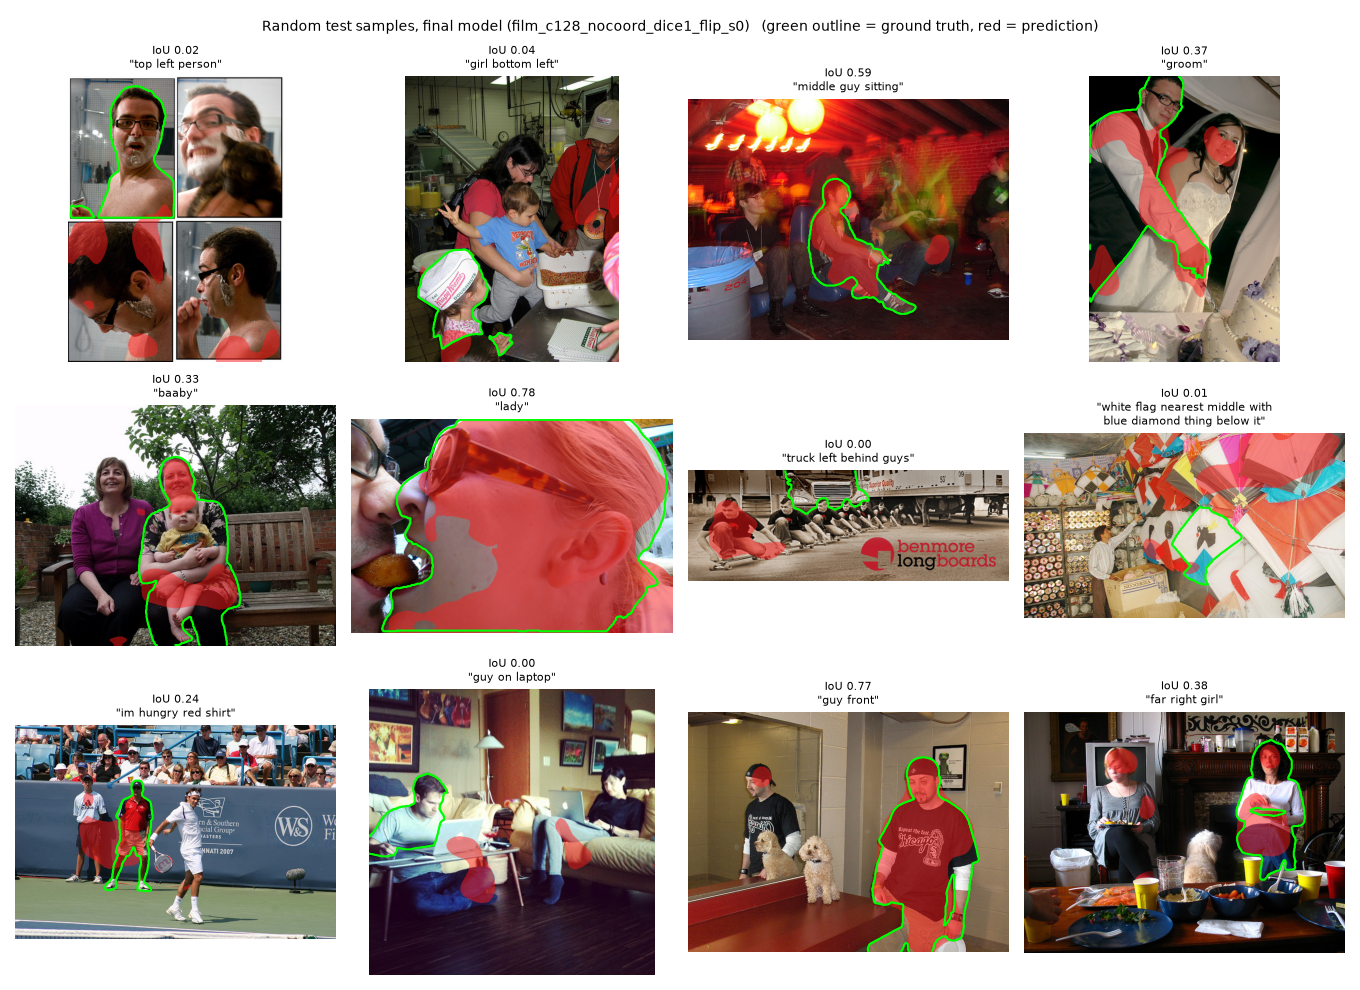 Random test samples, final model (film_c128_nocoord_dice1_flip_s0)   (green outline = ground truth, red = prediction)
IoU 0.02
"top left person"
IoU 0.04
"girl bottom left"
IoU 0.59
"middle guy sitting"
IoU 0.37
"groom"
IoU 0.33
"baaby"
IoU 0.78
"lady"
IoU 0.00
"truck left behind guys"
benmore
longboards
IoU 0.01
"white flag nearest middle with
blue diamond thing below it"
IoU 0.24
"im hungry red shirt"
W&S
CINNATI 2007
IoU 0.00
"guy on laptop"
IoU 0.77
"guy front"
Chicago
IoU 0.38
"far right girl"